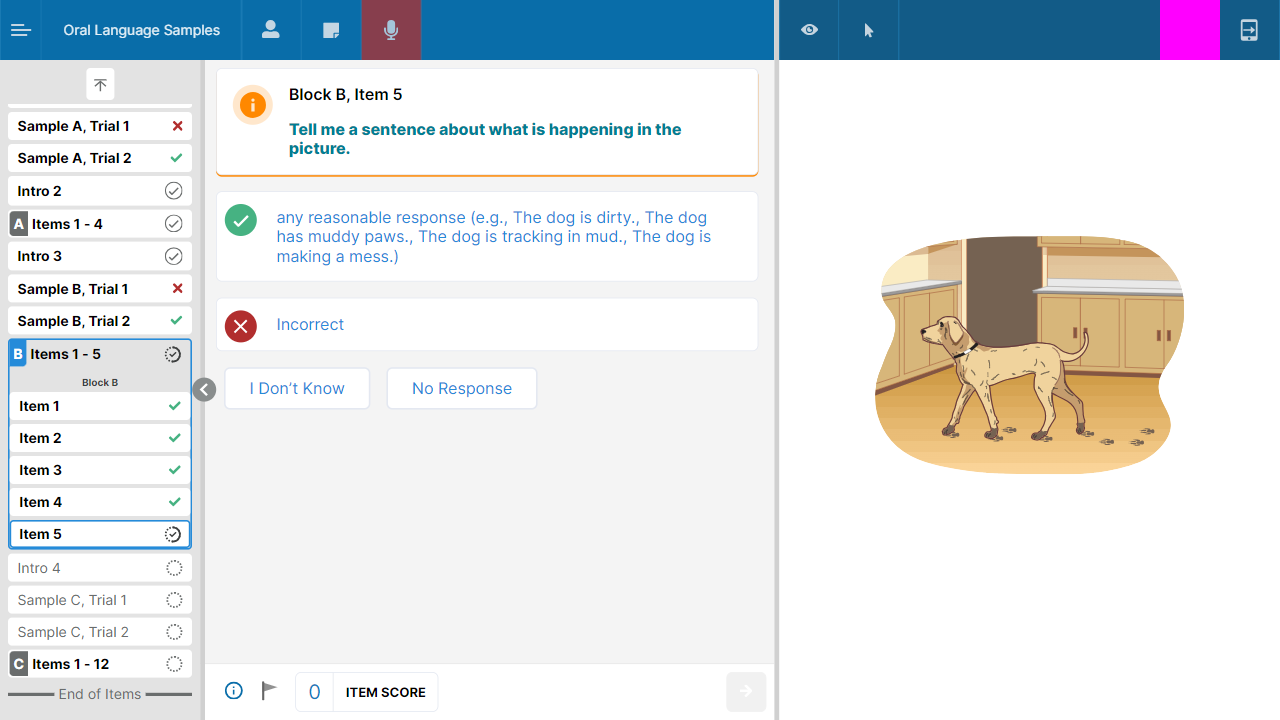 Oral Language Samples
Sample A, Trial 1
Sample A, Trial 2
Intro 2
A Items 1 - 4
Intro 3
Sample B, Trial 1
Sample B, Trial 2
B Items 1 - 5
Block B
Item 1
Item 2
Item 3
Item 4
Item 5
Intro 4
Sample C, Trial 1
Sample C, Trial 2
C Items 1 - 12
End of Items
Block B, Item 5
Tell me a sentence about what is happening in the
picture.
any reasonable response (e.g., The dog is dirty., The dog
has muddy paws., The dog is tracking in mud., The dog is
making a mess.)
Incorrect
I Don’t Know
No Response
0 ITEM SCORE